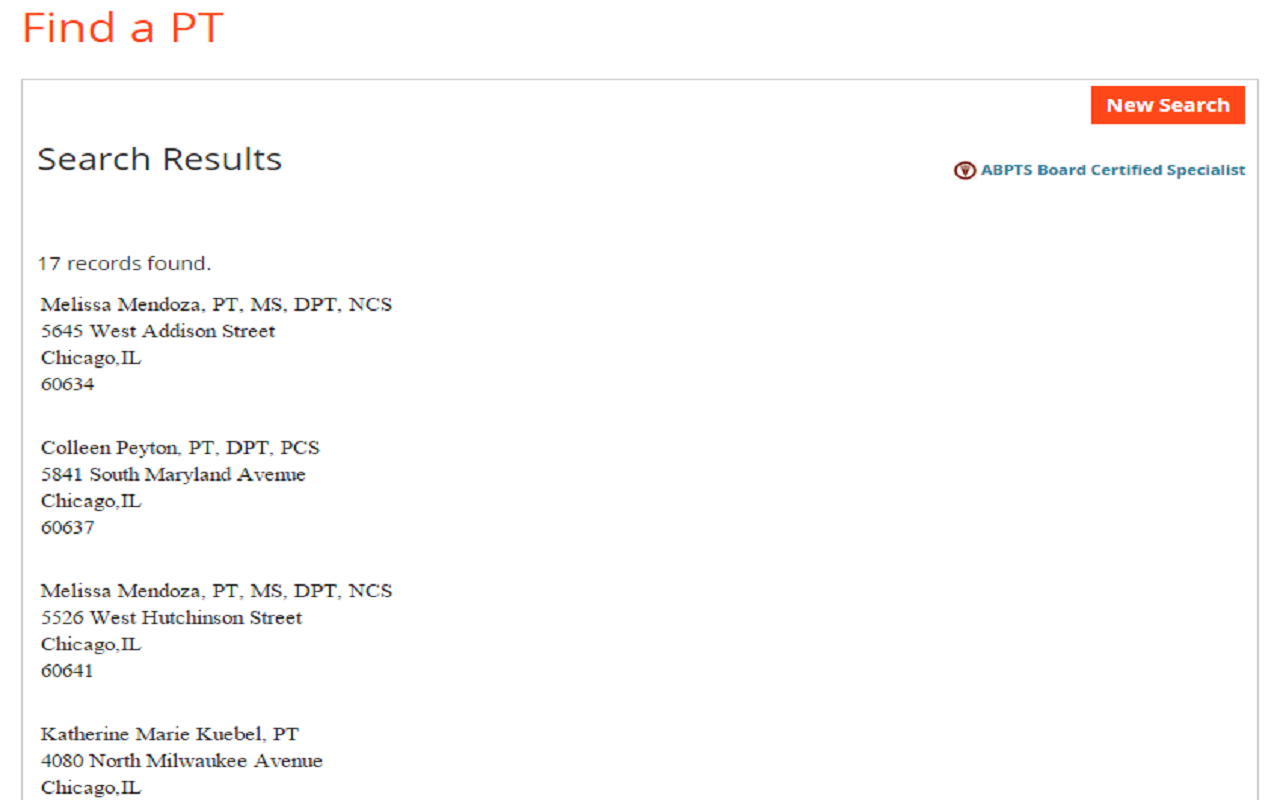 Find a PT
New Search
Search Results
ABPTS Board Certified Specialist
17 records found.
Melissa Mendoza, PT, MS, DPT, NCS
5645 West Addison Street
Chicago,IL
60634
Colleen Peyton, PT, DPT, PCS
5841 South Maryland Avenue
Chicago,IL
60637
Melissa Mendoza, PT, MS, DPT, NCS
5526 West Hutchinson Street
Chicago,IL
60641
Katherine Marie Kuebel, PT
4080 North Milwaukee Avenue
Chicago,IL